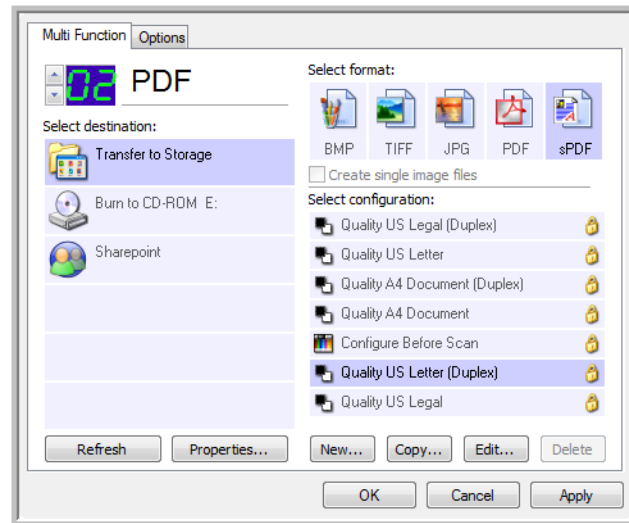 Multi Function
Options
02
PDF
Select destination:
Transfer to Storage
Burn to CD-ROM E:
Sharepoint
Refresh
Properties...
Select format:
BMP
TIFF
JPG
PDF
sPDF
Create single image files
Select configuration:
Quality US Legal (Duplex)
Quality US Letter
Quality A4 Document (Duplex)
Quality A4 Document
Configure Before Scan
Quality US Letter (Duplex)
Quality US Legal
New...
Copy...
Edit...
Delete
OK
Cancel
Apply